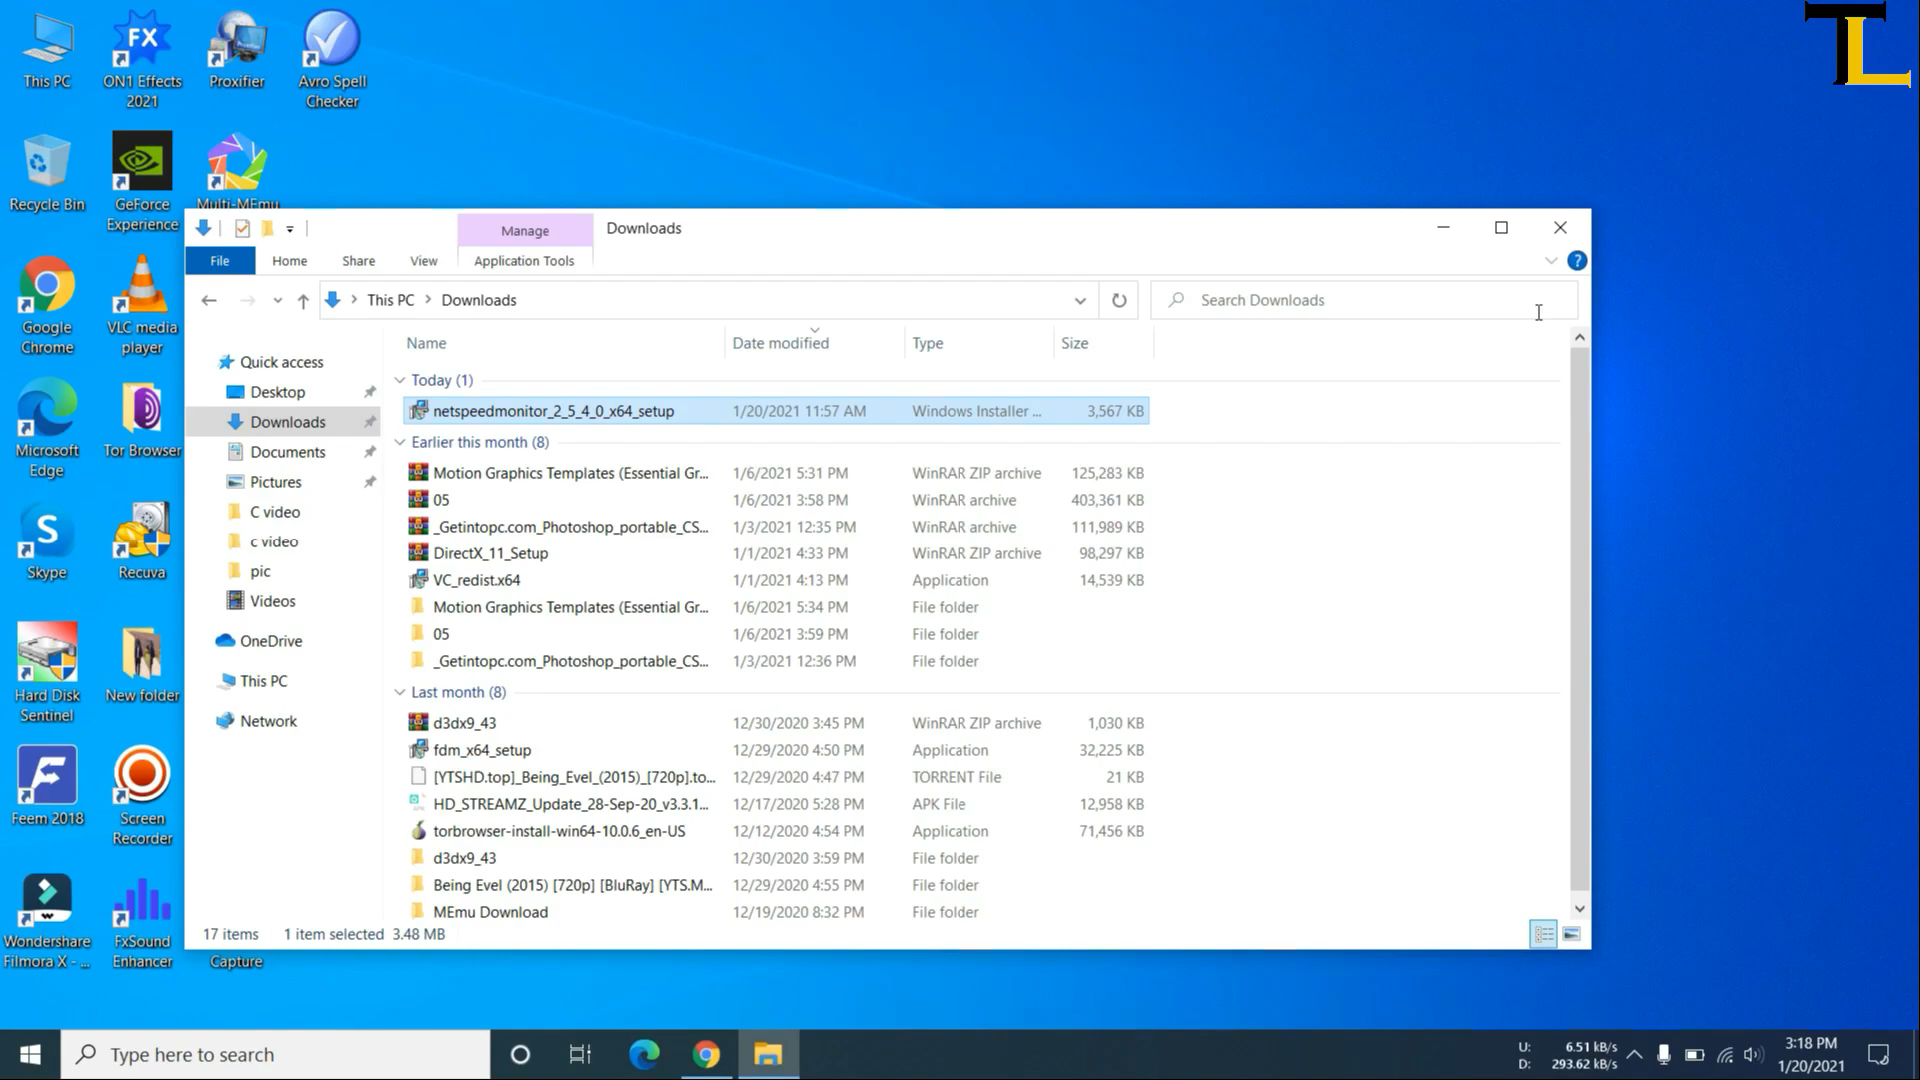 TL
This PC
ON1 Effects
2021
Proxifier
Avro Spell
Checker
Recycle Bin
GeForce
Experience
Multi-MEmu
Google
Chrome
VLC media
player
Microsoft
Edge
Tor Browser
Skype
Recuva
Hard Disk
Sentinel
New folder
Feem 2018
Screen
Recorder
Wondershare
Filmora X - ...
FxSound
Enhancer
Capture
Manage
Downloads
File
Home
Share
View
Application Tools
This PC > Downloads
Search Downloads
Name
Date modified
Type
Size
Quick access
Desktop
Downloads
Documents
Pictures
C video
c video
pic
Videos
OneDrive
This PC
Network
Today (1)
netspeedmonitor_2_5_4_0_x64_setup 1/20/2021 11:57 AM Windows Installer ... 3,567 KB
Earlier this month (8)
Motion Graphics Templates (Essential Gr... 1/6/2021 5:31 PM WinRAR ZIP archive 125,283 KB
05 1/6/2021 3:58 PM WinRAR archive 403,361 KB
_Getintopc.com_Photoshop_portable_CS... 1/3/2021 12:35 PM WinRAR archive 111,989 KB
DirectX_11_Setup 1/1/2021 4:33 PM WinRAR ZIP archive 98,297 KB
VC_redist.x64 1/1/2021 4:13 PM Application 14,539 KB
Motion Graphics Templates (Essential Gr... 1/6/2021 5:34 PM File folder
05 1/6/2021 3:59 PM File folder
_Getintopc.com_Photoshop_portable_CS... 1/3/2021 12:36 PM File folder
Last month (8)
d3dx9_43 12/30/2020 3:45 PM WinRAR ZIP archive 1,030 KB
fdm_x64_setup 12/29/2020 4:50 PM Application 32,225 KB
[YTSHD.top]_Being_Evel_(2015)_[720p].to... 12/29/2020 4:47 PM TORRENT File 21 KB
HD_STREAMZ_Update_28-Sep-20_v3.3.1... 12/17/2020 5:28 PM APK File 12,958 KB
torbrowser-install-win64-10.0.6_en-US 12/12/2020 4:54 PM Application 71,456 KB
d3dx9_43 12/30/2020 3:59 PM File folder
Being Evel (2015) [720p] [BluRay] [YTS.M... 12/29/2020 4:55 PM File folder
MEmu Download 12/19/2020 8:32 PM File folder
17 items 1 item selected 3.48 MB
Type here to search
U: 6.51 kB/s
D: 293.62 kB/s
3:18 PM
1/20/2021